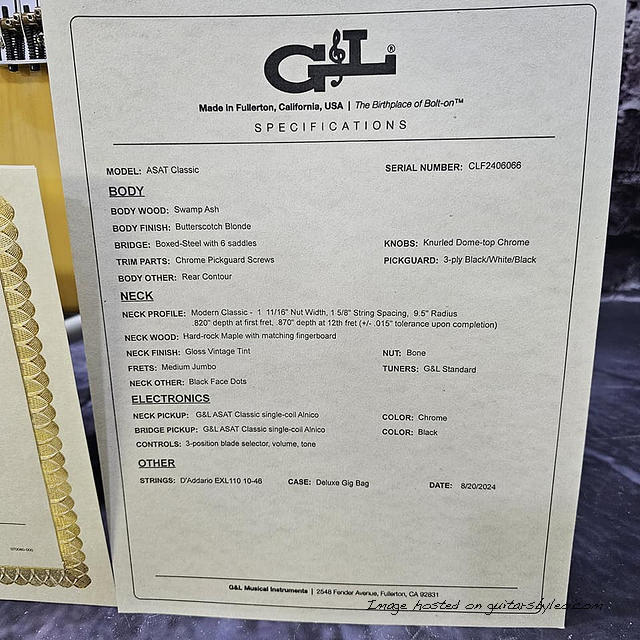 G&L®
Made in Fullerton, California, USA | The Birthplace of Bolt-on™
SPECIFICATIONS
MODEL: ASAT Classic SERIAL NUMBER: CLF2406066
BODY
BODY WOOD: Swamp Ash
BODY FINISH: Butterscotch Blonde
BRIDGE: Boxed-Steel with 6 saddles KNOBS: Knurled Dome-top Chrome
TRIM PARTS: Chrome Pickguard Screws PICKGUARD: 3-ply Black/White/Black
BODY OTHER: Rear Contour
NECK
NECK PROFILE: Modern Classic - 1 11/16" Nut Width, 1 5/8" String Spacing, 9.5" Radius
.820" depth at first fret, .870" depth at 12th fret (+/- .015" tolerance upon completion)
NECK WOOD: Hard-rock Maple with matching fingerboard
NECK FINISH: Gloss Vintage Tint NUT: Bone
FRETS: Medium Jumbo TUNERS: G&L Standard
NECK OTHER: Black Face Dots
ELECTRONICS
NECK PICKUP: G&L ASAT Classic single-coil Alnico COLOR: Chrome
BRIDGE PICKUP: G&L ASAT Classic single-coil Alnico COLOR: Black
CONTROLS: 3-position blade selector, volume, tone
OTHER
STRINGS: D'Addario EXL110 10-46 CASE: Deluxe Gig Bag DATE: 8/20/2024
G&L Musical Instruments | 2548 Fender Avenue, Fullerton, CA 92831
Image hosted on guitarsbyleo.com